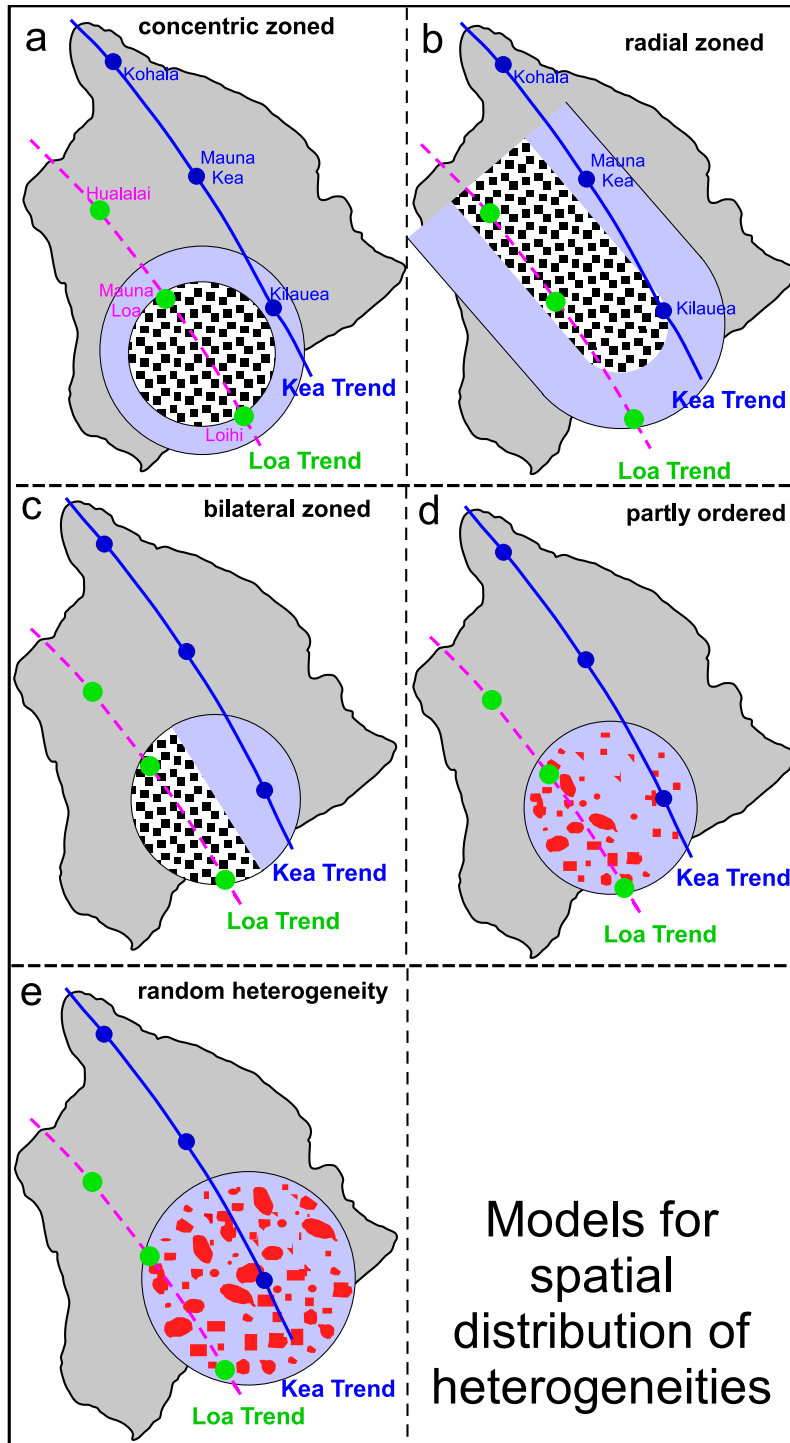 a
concentric zoned
Kohala
Mauna
Kea
Hualalai
Mauna
Loa
Kilauea
Loihi
Kea Trend
Loa Trend
b
radial zoned
Kohala
Mauna
Kea
Kilauea
Kea Trend
Loa Trend
c
bilateral zoned
Kea Trend
Loa Trend
d
partly ordered
Kea Trend
Loa Trend
e
random heterogeneity
Kea Trend
Loa Trend
Models for
spatial
distribution of
heterogeneities